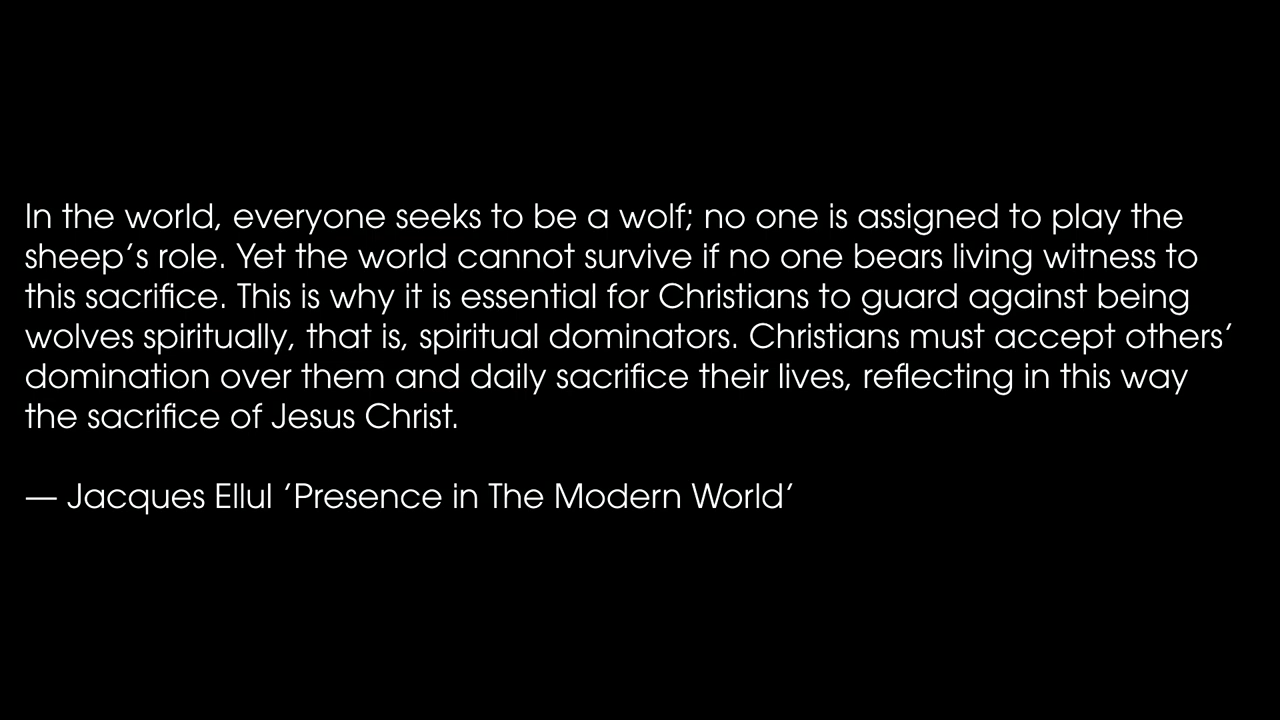 In the world, everyone seeks to be a wolf; no one is assigned to play the
sheep’s role. Yet the world cannot survive if no one bears living witness to
this sacrifice. This is why it is essential for Christians to guard against being
wolves spiritually, that is, spiritual dominators. Christians must accept others’
domination over them and daily sacrifice their lives, reflecting in this way
the sacrifice of Jesus Christ.
— Jacques Ellul ’Presence in The Modern World’